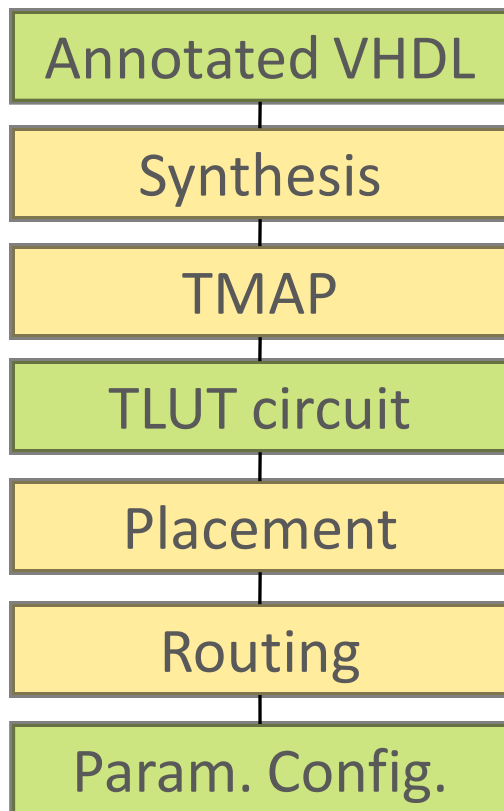 Annotated VHDL
Synthesis
TMAP
TLUT circuit
Placement
Routing
Param. Config.